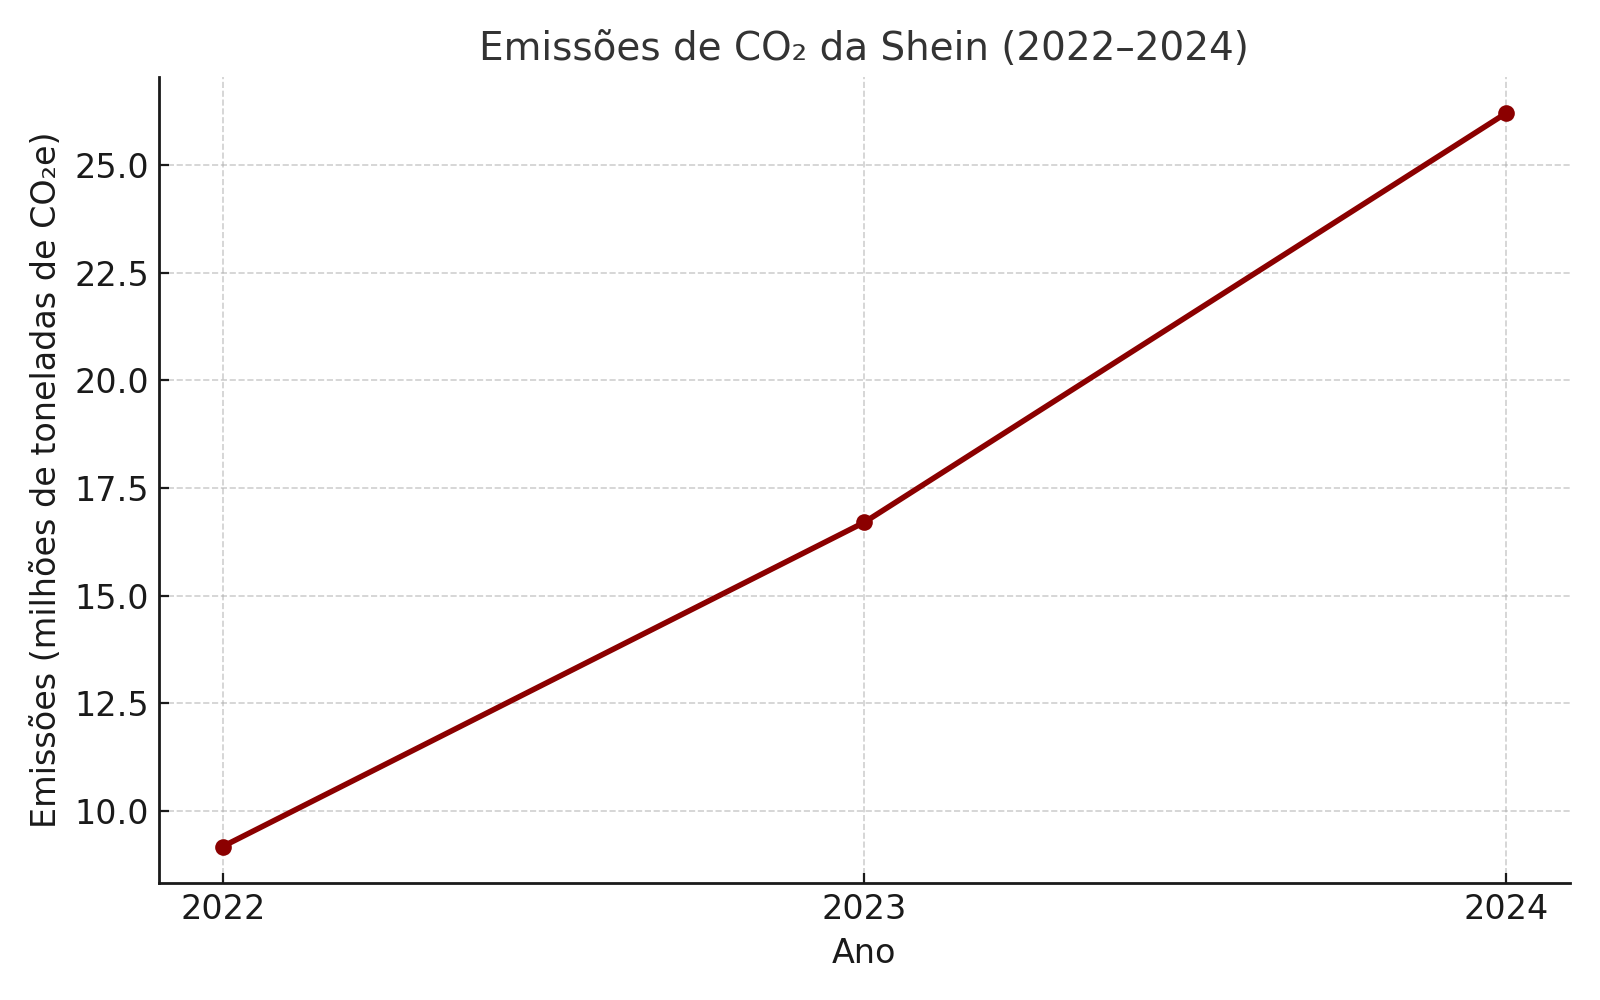 Emissões de CO₂ da Shein (2022–2024)
Emissões (milhões de toneladas de CO₂e)
25.0
22.5
20.0
17.5
15.0
12.5
10.0
2022 2023 2024
Ano